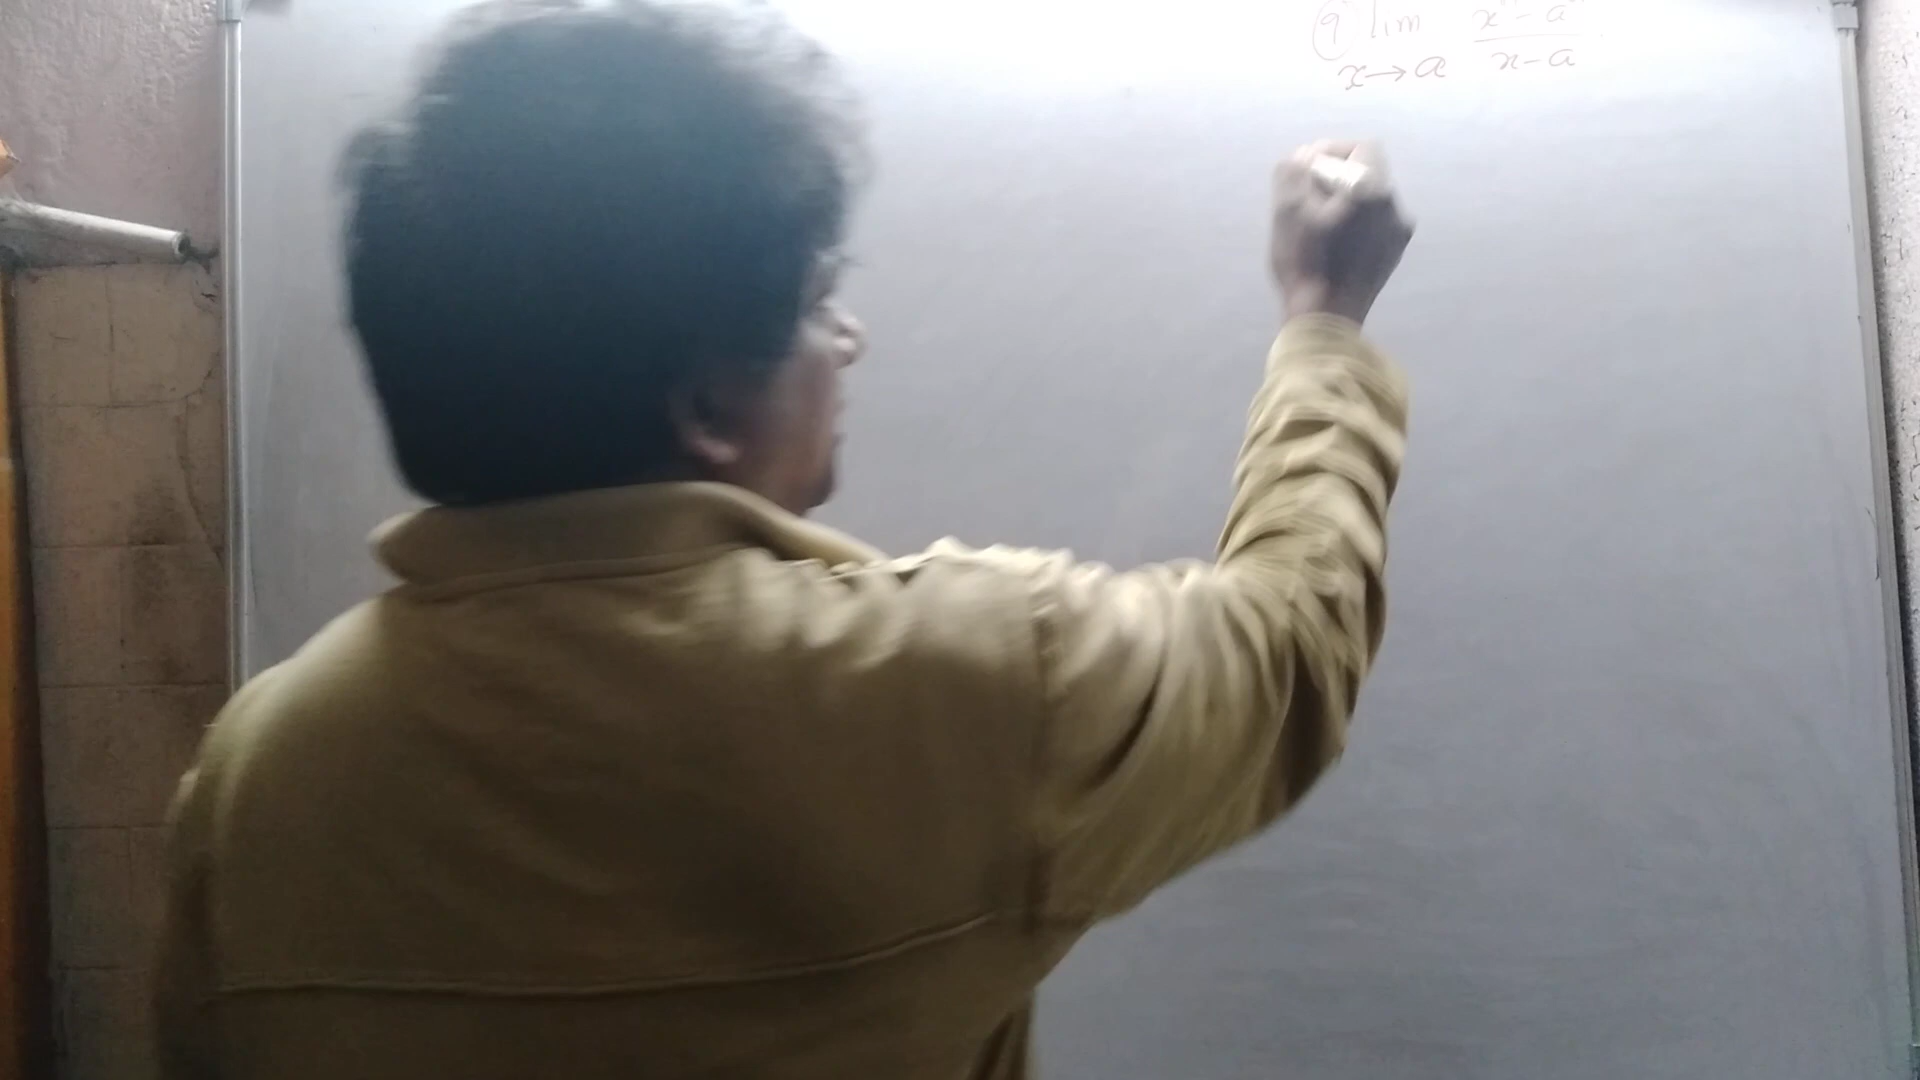 9 lim xⁿ - aⁿ
x→a x-a